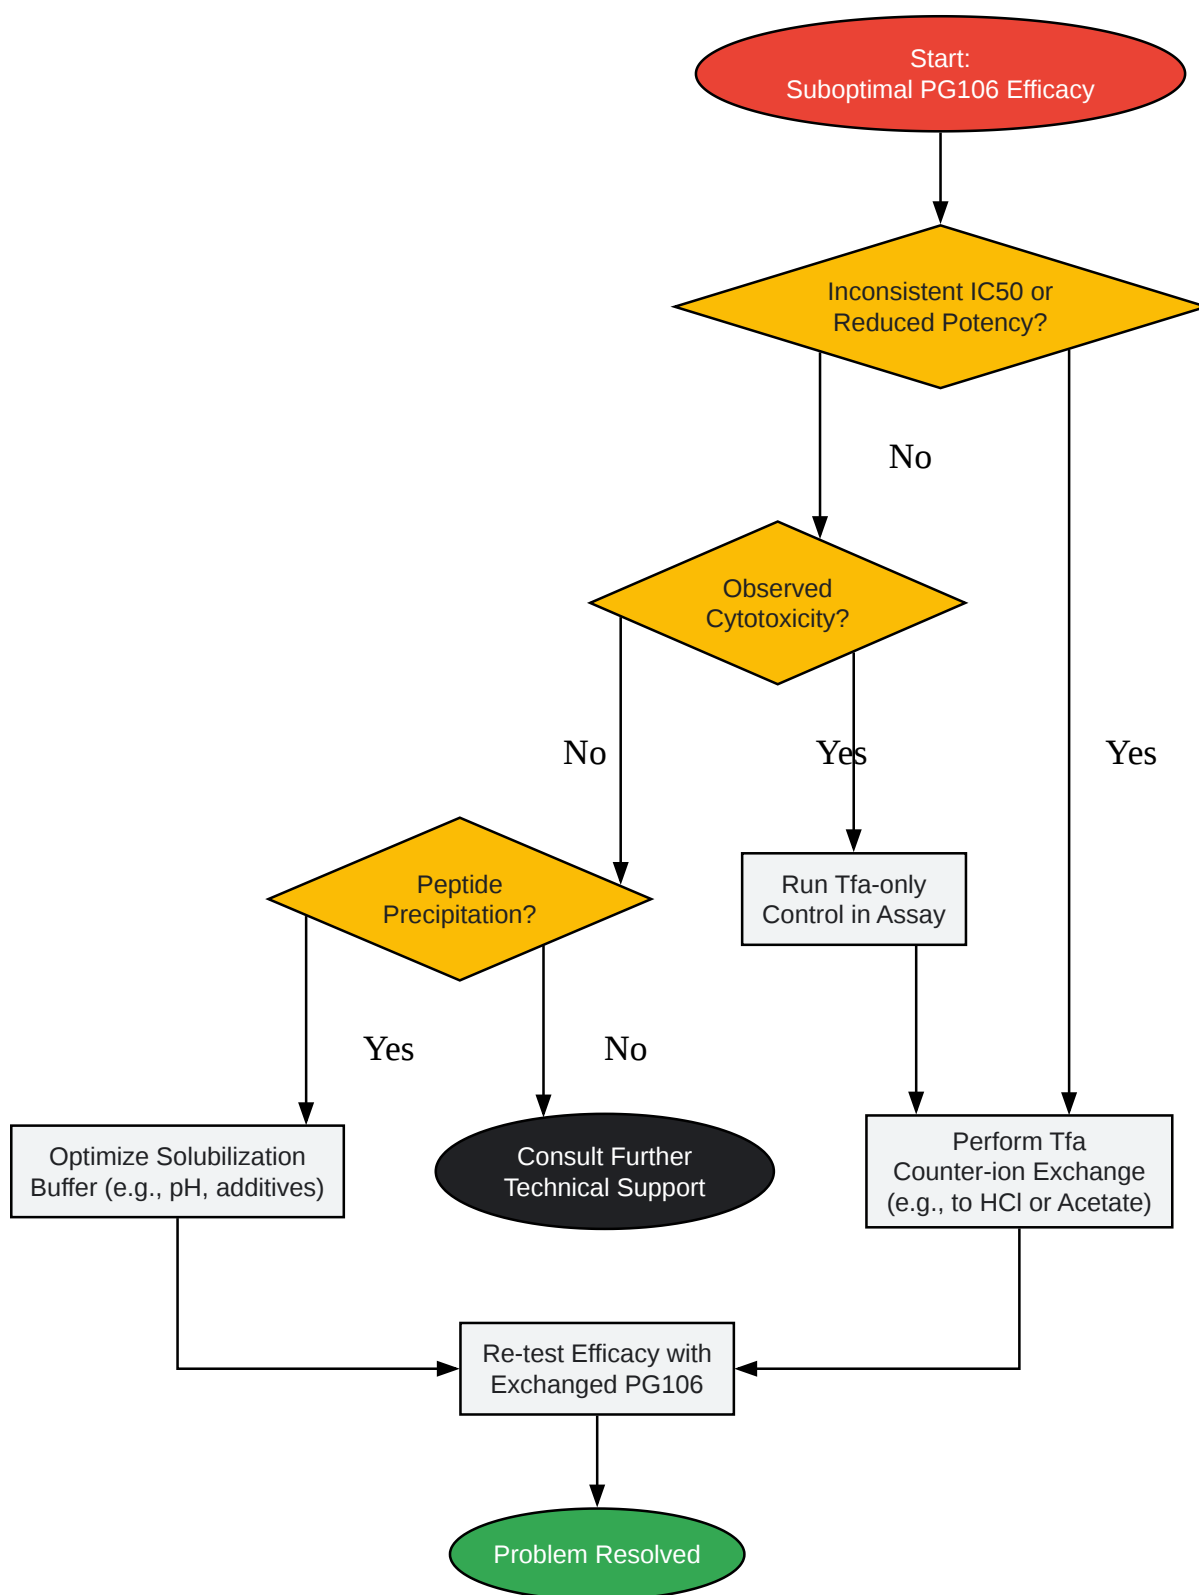 Start:
Suboptimal PG106 Efficacy
Inconsistent IC50 or
Reduced Potency?
No
Observed
Cytotoxicity?
No
Yes
Yes
Peptide
Precipitation?
Run Tfa-only
Control in Assay
Yes
No
Optimize Solubilization
Buffer (e.g., pH, additives)
Consult Further
Technical Support
Perform Tfa
Counter-ion Exchange
(e.g., to HCl or Acetate)
Re-test Efficacy with
Exchanged PG106
Problem Resolved